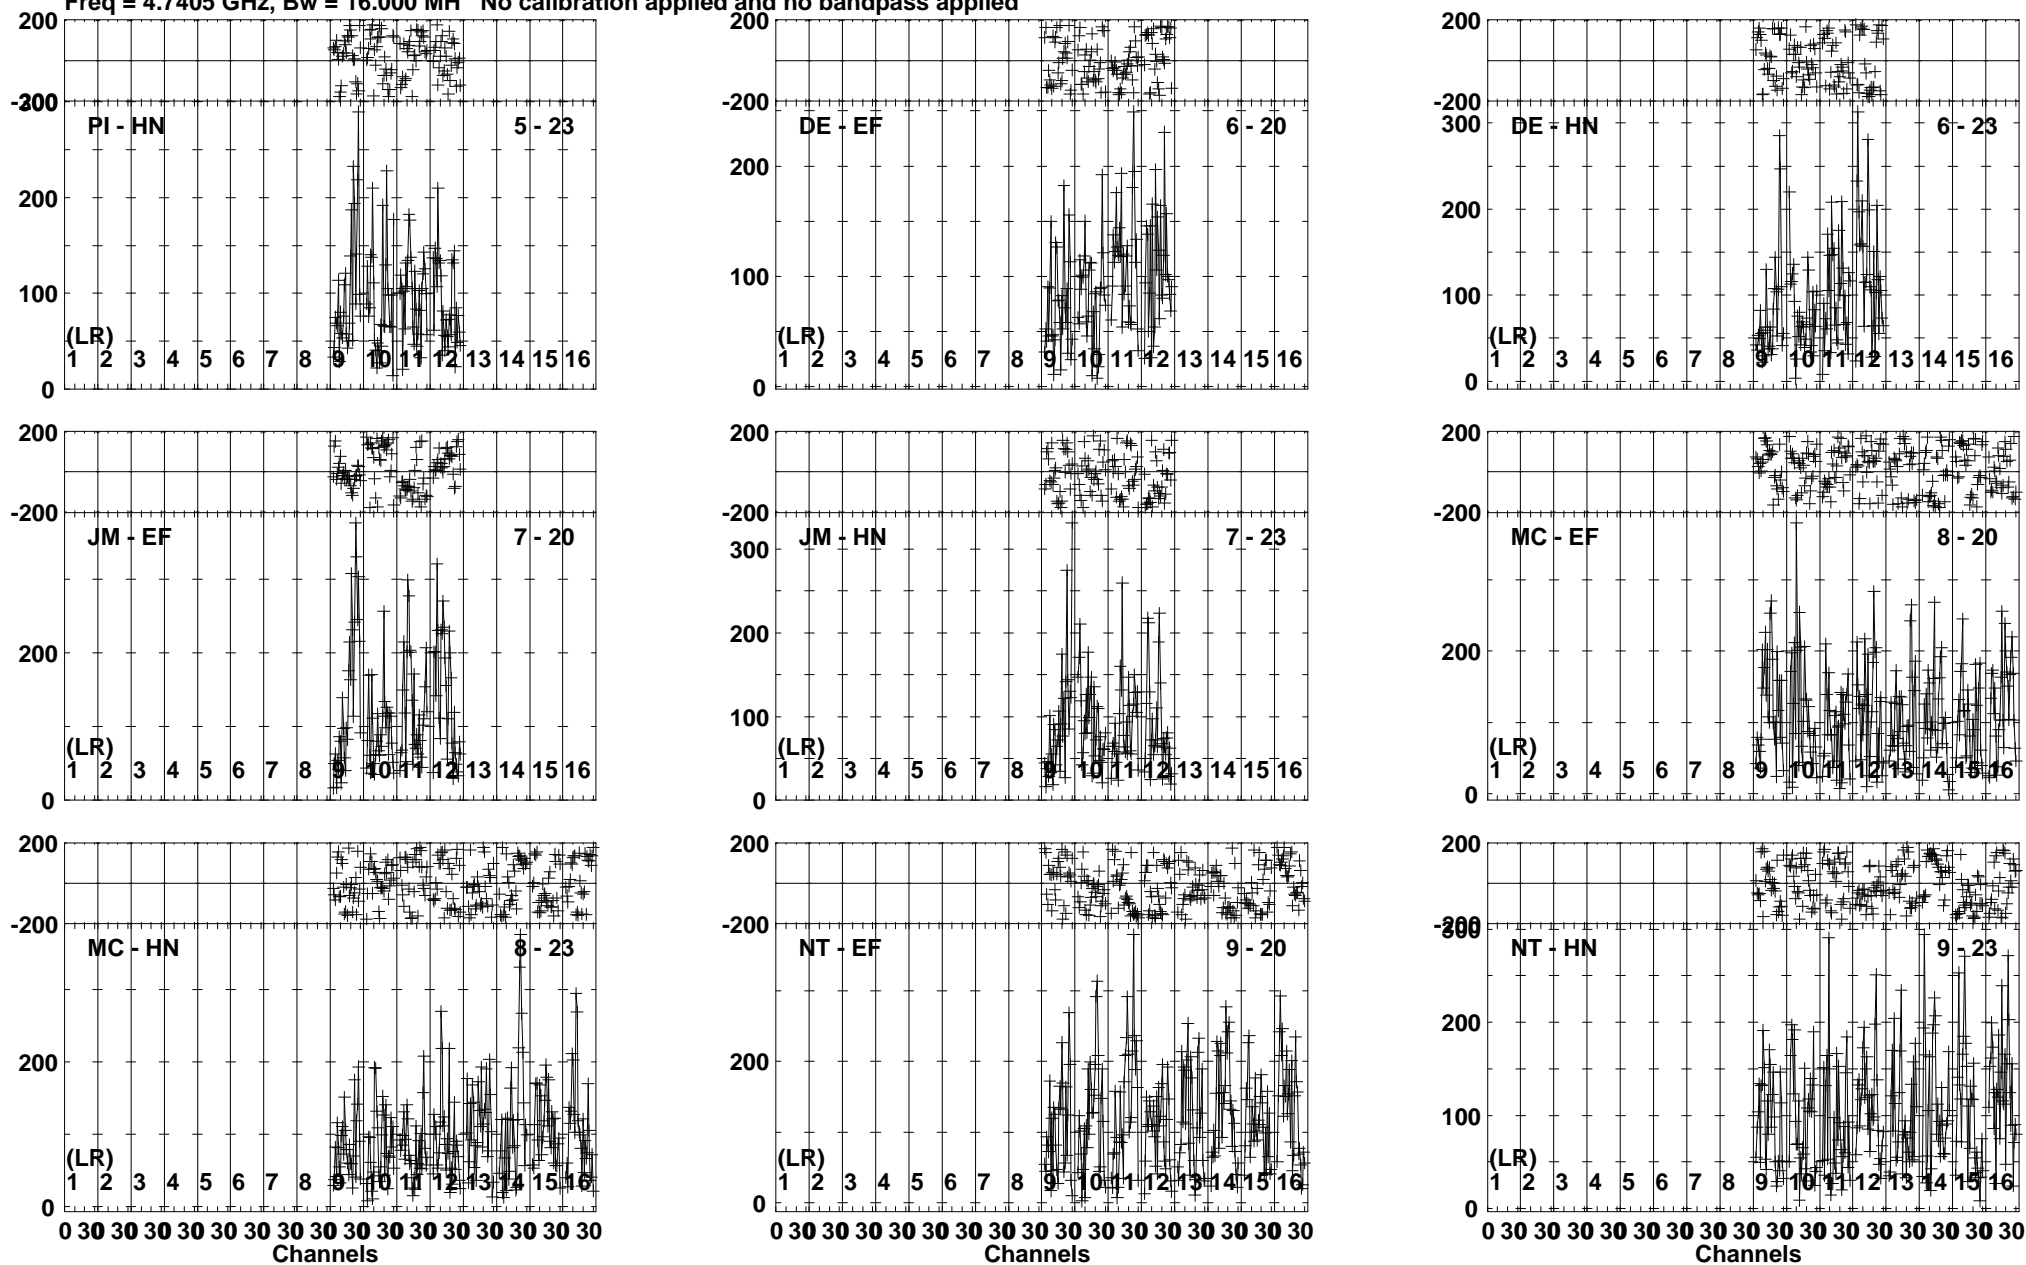 Freq = 4.7405 GHz, Bw = 16.000 MH No calibration applied and no bandpass applied
200
-200
PI - HN 5 - 23
200
100
0
(LR)
1 2 3 4 5 6 7 8 9 10 11 12 13 14 15 16
200
-200
DE - EF 6 - 20
200
100
0
(LR)
1 2 3 4 5 6 7 8 9 10 11 12 13 14 15 16
200
-200
DE - HN 6 - 23
300
200
100
0
(LR)
1 2 3 4 5 6 7 8 9 10 11 12 13 14 15 16
200
-200
JM - EF 7 - 20
200
0
(LR)
1 2 3 4 5 6 7 8 9 10 11 12 13 14 15 16
200
-200
JM - HN 7 - 23
300
200
100
0
(LR)
1 2 3 4 5 6 7 8 9 10 11 12 13 14 15 16
200
-200
MC - EF 8 - 20
200
0
(LR)
1 2 3 4 5 6 7 8 9 10 11 12 13 14 15 16
200
-200
MC - HN 8 - 23
200
0
(LR)
1 2 3 4 5 6 7 8 9 10 11 12 13 14 15 16
0 30 30 30 30 30 30 30 30 30 30 30 30 30 30 30 30
Channels
200
-200
NT - EF 9 - 20
200
0
(LR)
1 2 3 4 5 6 7 8 9 10 11 12 13 14 15 16
0 30 30 30 30 30 30 30 30 30 30 30 30 30 30 30 30
Channels
200
-200
300
NT - HN 9 - 23
200
100
0
(LR)
1 2 3 4 5 6 7 8 9 10 11 12 13 14 15 16
0 30 30 30 30 30 30 30 30 30 30 30 30 30 30 30 30
Channels